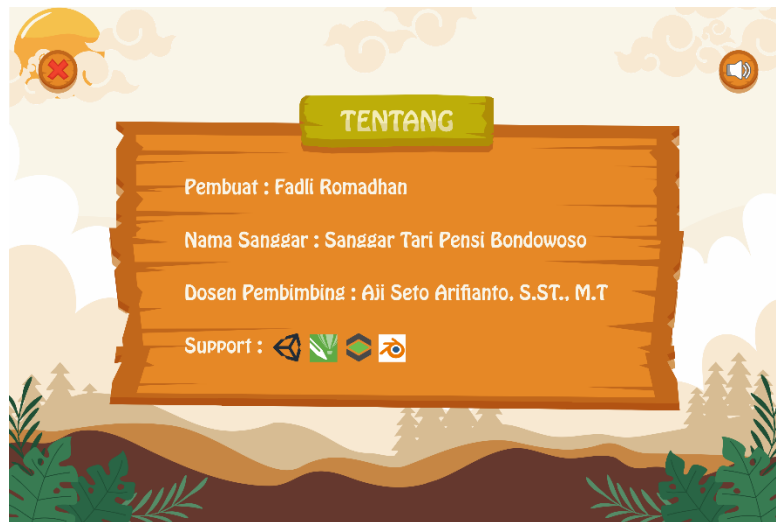 TENTANG
Pembuat : Fadli Romadhan
Nama Sanggar : Sanggar Tari Pensi Bondowoso
Dosen Pembimbing : Aji Seto Arifianto, S.ST., M.T
Support :